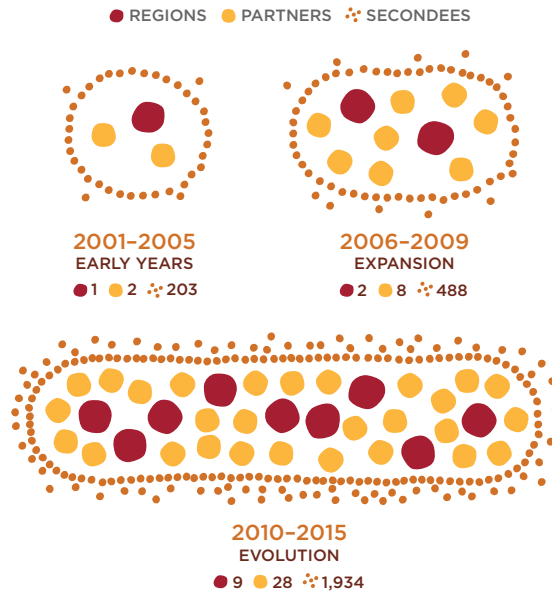 REGIONS PARTNERS SECONDEES
2001–2005
EARLY YEARS
1 2 203
2006–2009
EXPANSION
2 8 488
2010–2015
EVOLUTION
9 28 1,934